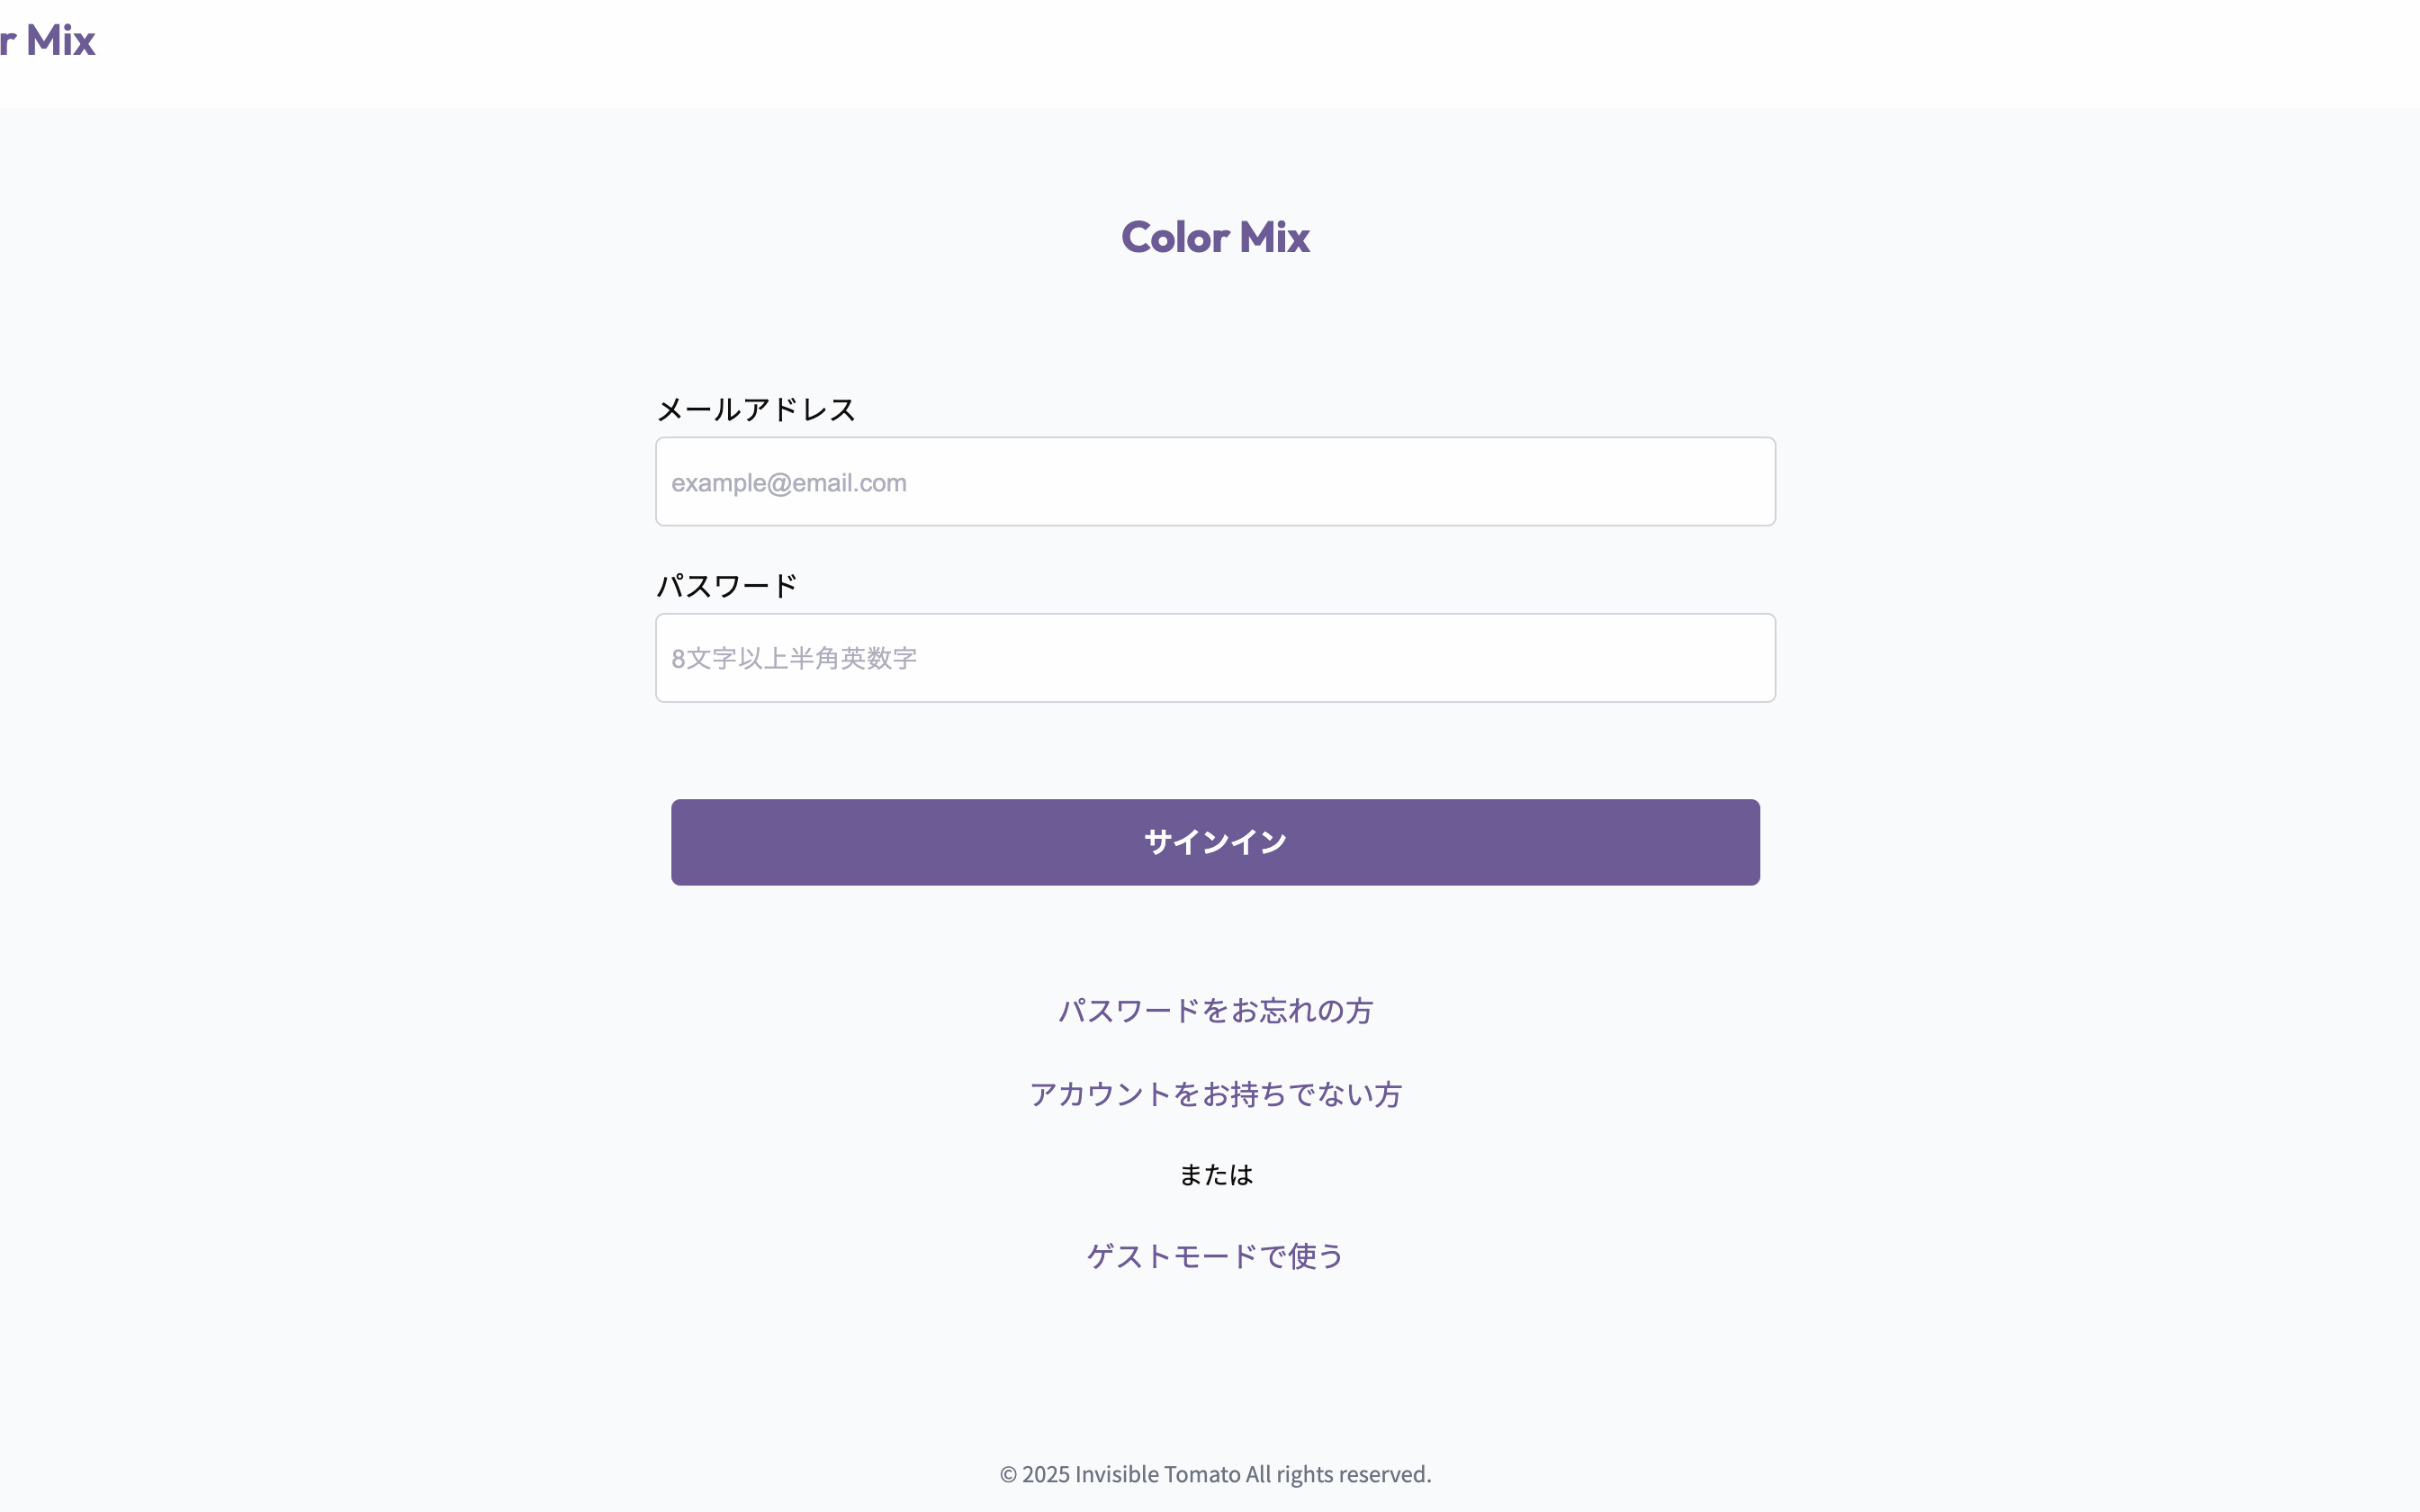 r Mix
Color Mix
メールアドレス
example@email.com
パスワード
8文字以上半角英数字
サインイン
パスワードをお忘れの方
アカウントをお持ちでない方
または
ゲストモードで使う
© 2025 Invisible Tomato All rights reserved.